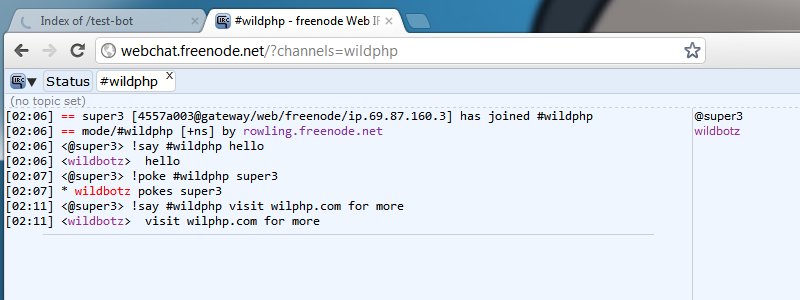 Index of /test-bot
#wildphp - freenode Web IR
webchat.freenode.net/?channels=wildphp
IRC Status #wildphp X
(no topic set)
[02:06] == super3 [4557a003@gateway/web/freenode/ip.69.87.160.3] has joined #wildphp
[02:06] == mode/#wildphp [+ns] by rowling.freenode.net
[02:06] <@super3> !say #wildphp hello
[02:06] <wildbotz>  hello
[02:07] <@super3> !poke #wildphp super3
[02:07] * wildbotz pokes super3
[02:11] <@super3> !say #wildphp visit wilphp.com for more
[02:11] <wildbotz>  visit wilphp.com for more
@super3
wildbotz